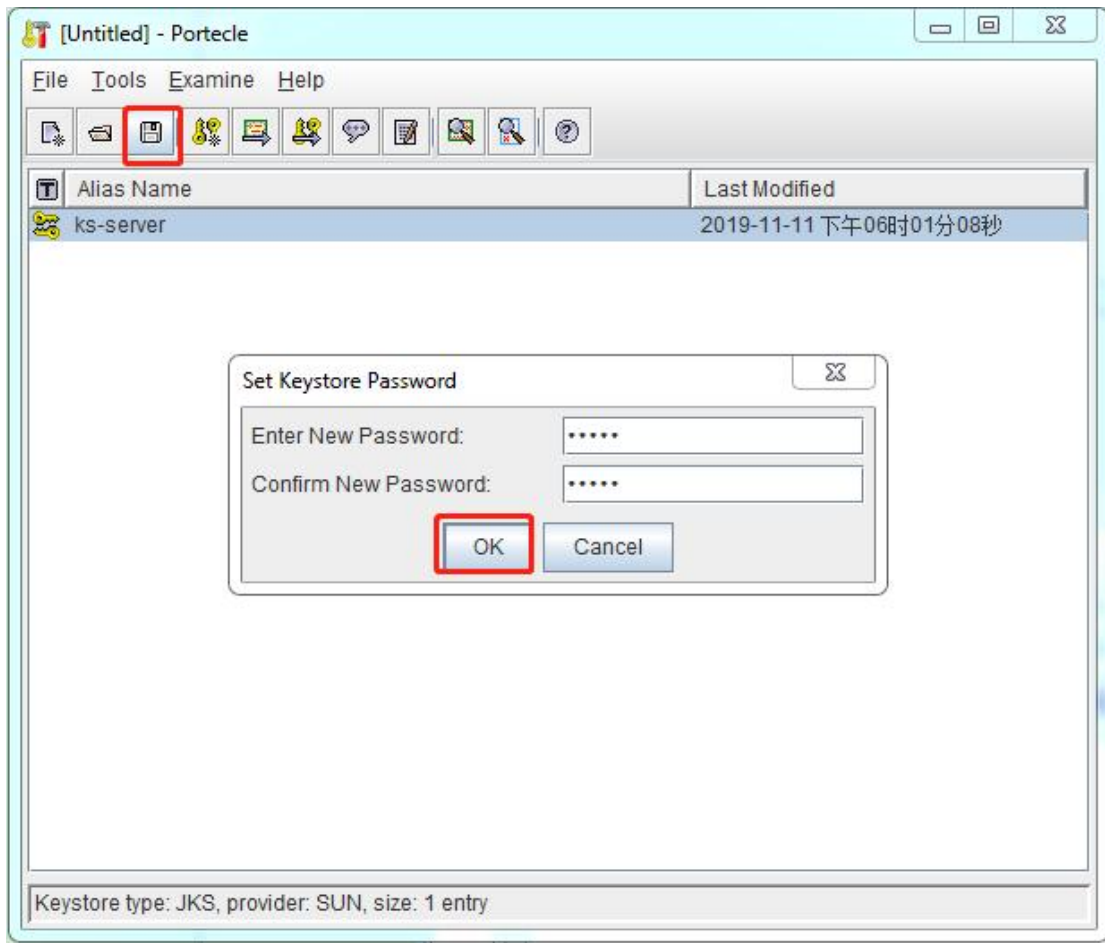 [Untitled] - Portecle
File Tools Examine Help
T Alias Name Last Modified
ks-server 2019-11-11 下午06时01分08秒
Set Keystore Password
Enter New Password: •••••
Confirm New Password: •••••
OK Cancel
Keystore type: JKS, provider: SUN, size: 1 entry